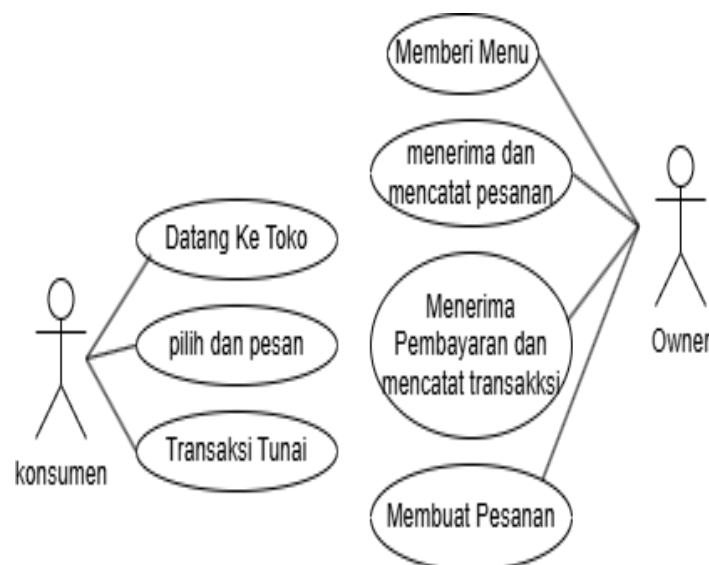 Memberi Menu
menerima dan
mencatat pesanan
Datang Ke Toko
Menerima
Pembayaran dan
mencatat transakksi
pilih dan pesan
Owner
Transaksi Tunai
konsumen
Membuat Pesanan